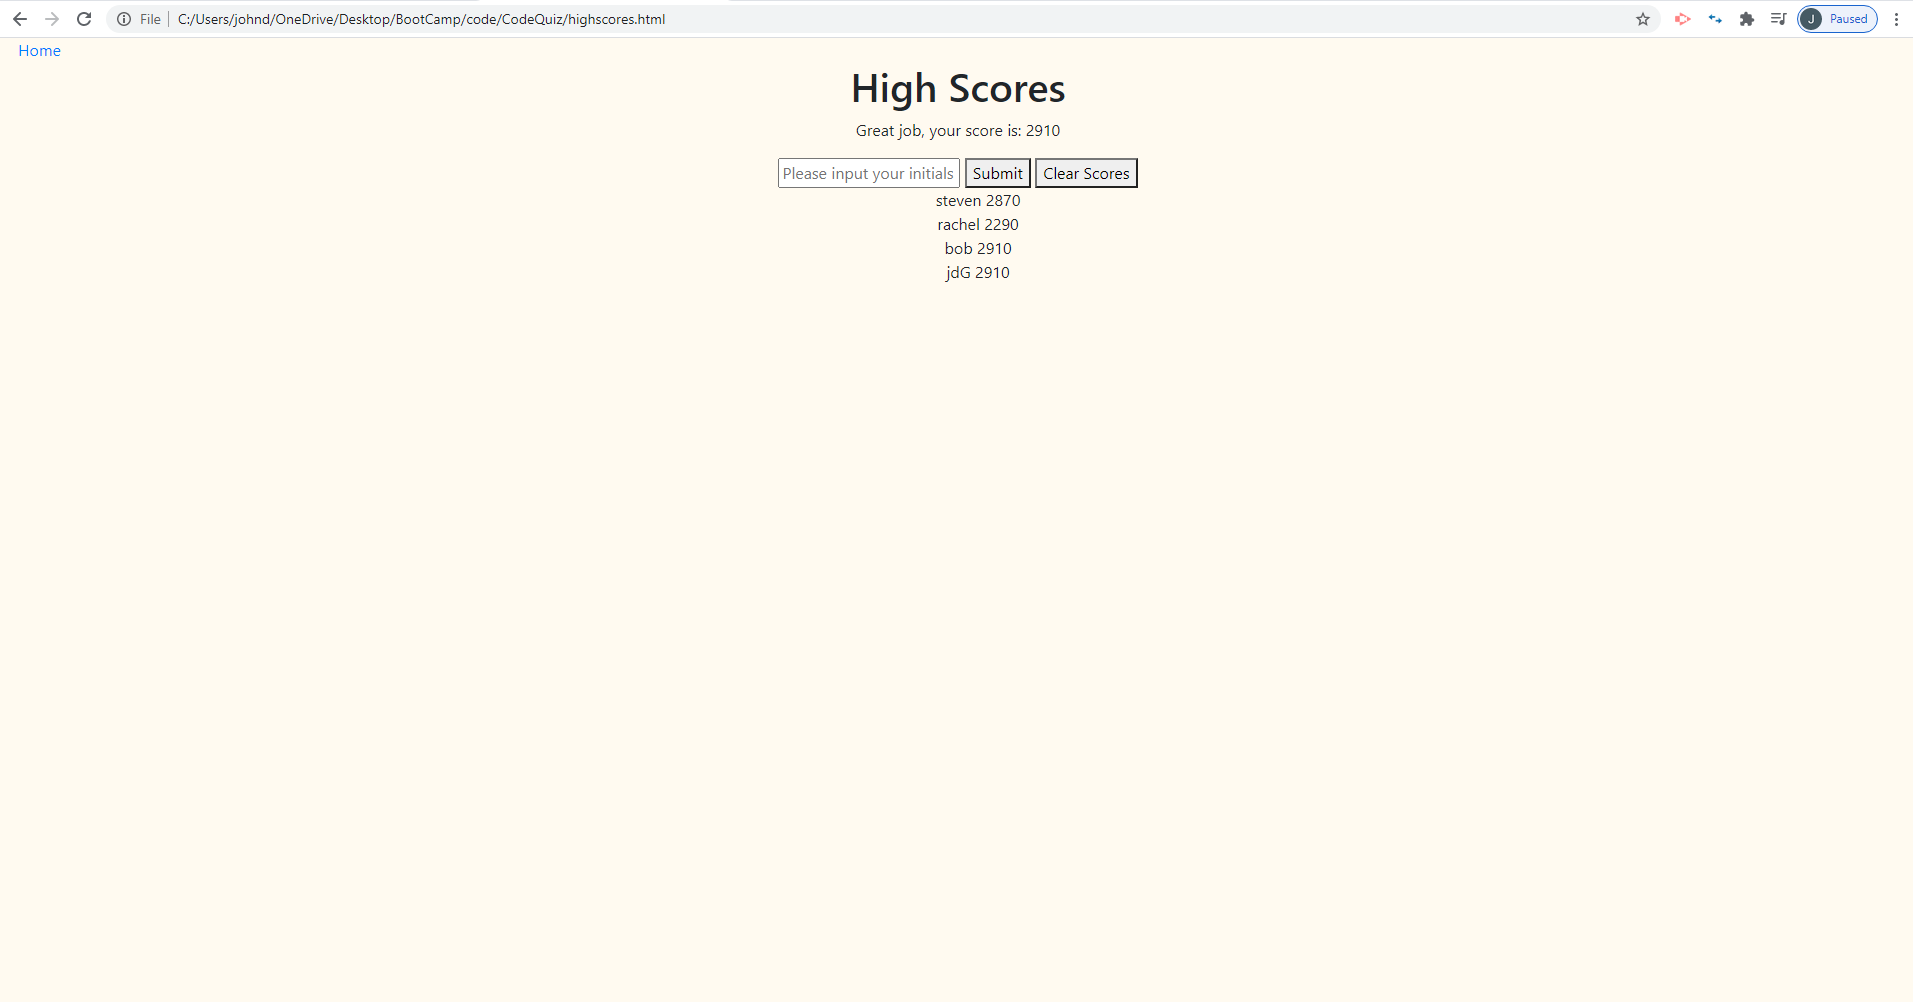 File C:/Users/johnd/OneDrive/Desktop/BootCamp/code/CodeQuiz/highscores.html J Paused
Home
High Scores
Great job, your score is: 2910
Please input your initials Submit Clear Scores
steven 2870
rachel 2290
bob 2910
jdG 2910